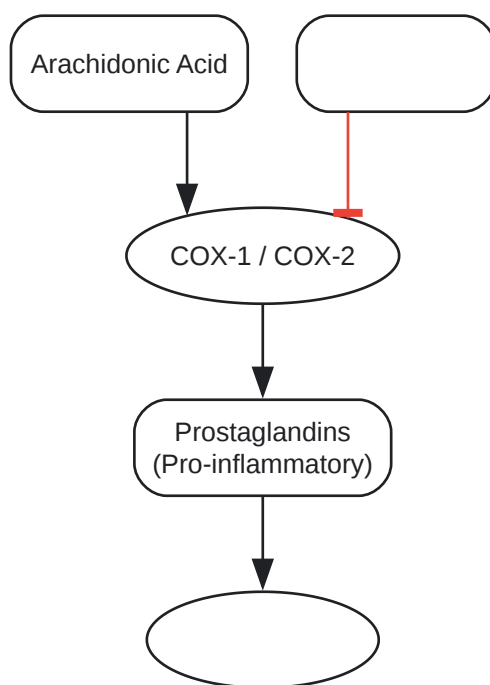 Arachidonic Acid
COX-1 / COX-2
Prostaglandins
(Pro-inflammatory)